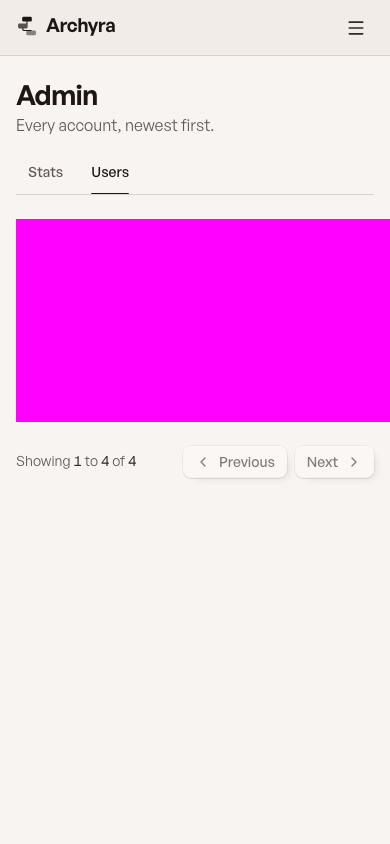 Archyra
Admin
Every account, newest first.
Stats Users
Showing 1 to 4 of 4 Previous Next